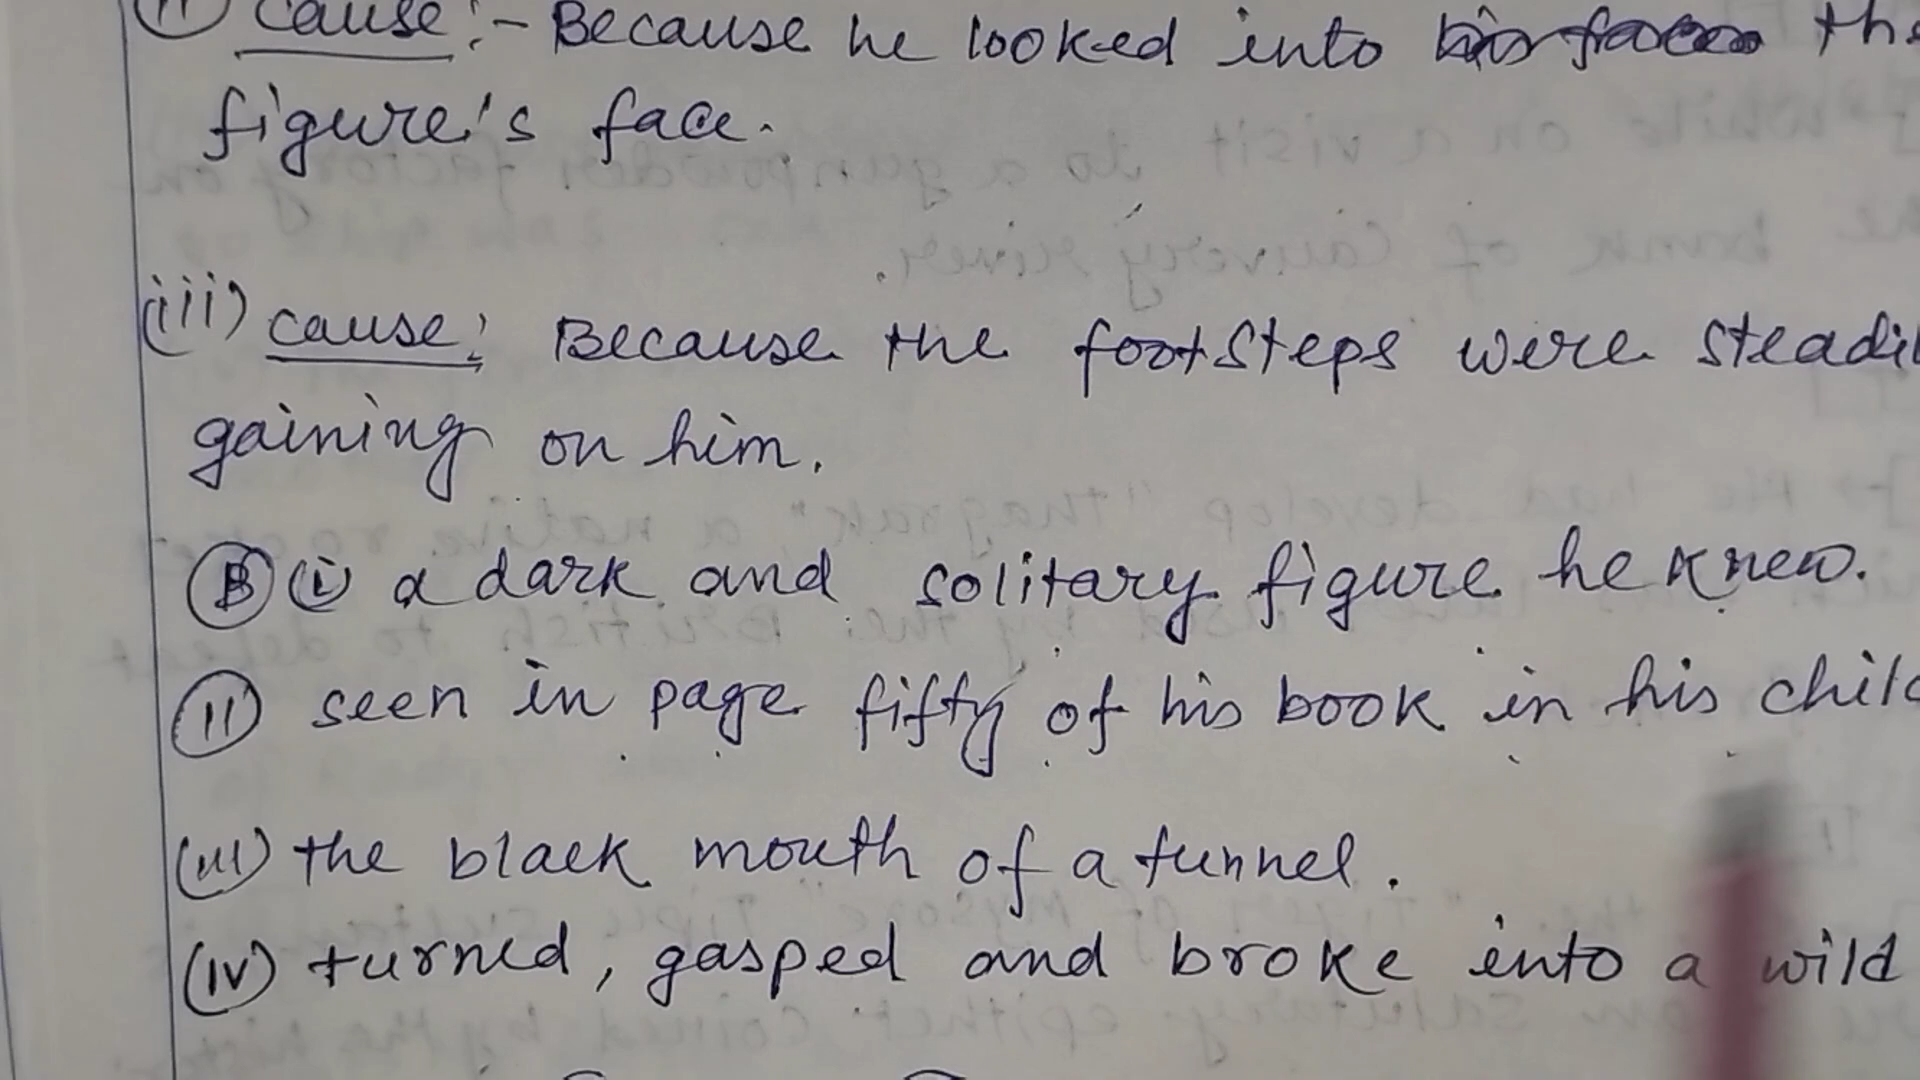 (ii) cause:- Because he looked into the
figure's face.
(iii) cause: Because the footsteps were steadil
gaining on him.
(B) (i) a dark and solitary figure he knew.
(ii) seen in page fifty of his book in his chil
(iii) the black mouth of a tunnel.
(iv) turned, gasped and broke into a wild